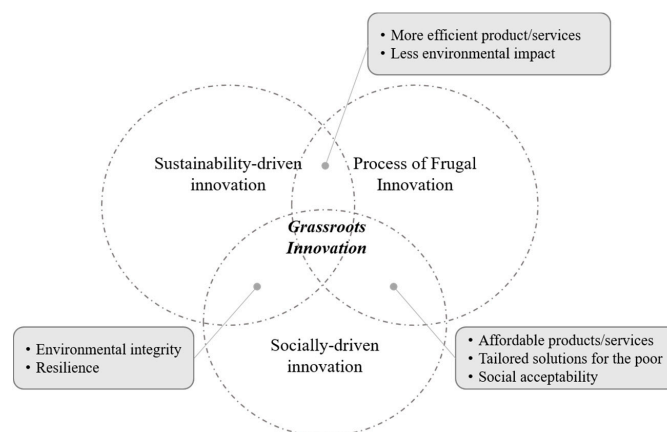 • More efficient product/services
• Less environmental impact
Sustainability-driven
innovation
Process of Frugal
Innovation
Grassroots
Innovation
• Environmental integrity
• Resilience
Socially-driven
innovation
• Affordable products/services
• Tailored solutions for the poor
• Social acceptability